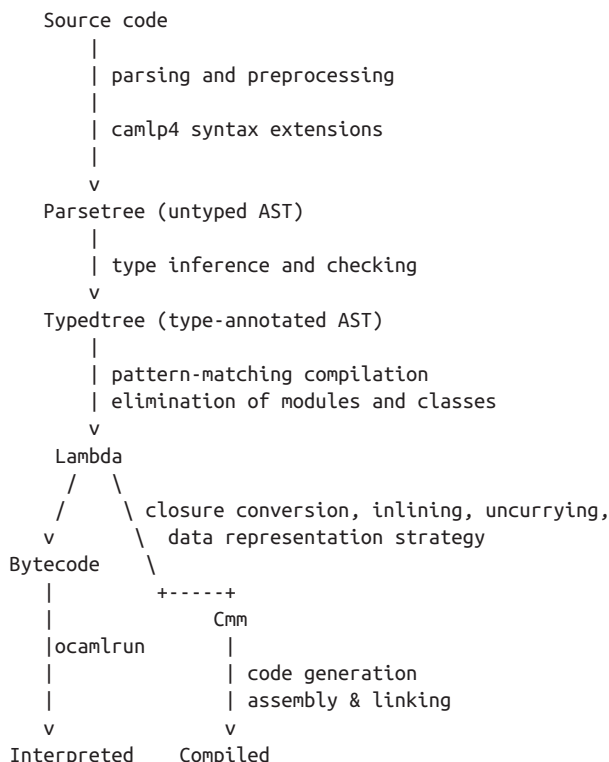 Source code
|
| parsing and preprocessing
|
| camlp4 syntax extensions
|
v
Parsetree (untyped AST)
|
| type inference and checking
v
Typedtree (type-annotated AST)
|
| pattern-matching compilation
| elimination of modules and classes
v
Lambda
/ \
/ \ closure conversion, inlining, uncurrying,
v \ data representation strategy
Bytecode \
| +-----+
| Cmm
|ocamlrun |
| | code generation
| | assembly & linking
v v
Interpreted Compiled